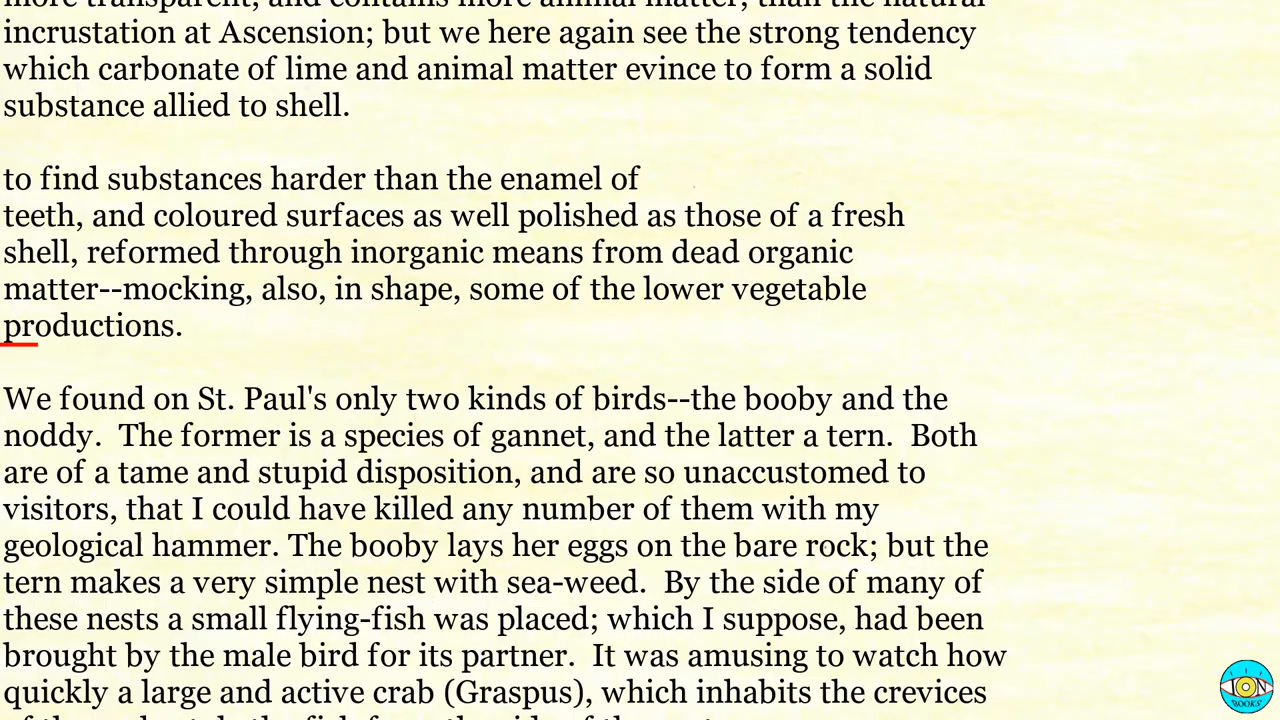 incrustation at Ascension; but we here again see the strong tendency
which carbonate of lime and animal matter evince to form a solid
substance allied to shell.
to find substances harder than the enamel of
teeth, and coloured surfaces as well polished as those of a fresh
shell, reformed through inorganic means from dead organic
matter--mocking, also, in shape, some of the lower vegetable
productions.
We found on St. Paul's only two kinds of birds--the booby and the
noddy.  The former is a species of gannet, and the latter a tern.  Both
are of a tame and stupid disposition, and are so unaccustomed to
visitors, that I could have killed any number of them with my
geological hammer. The booby lays her eggs on the bare rock; but the
tern makes a very simple nest with sea-weed.  By the side of many of
these nests a small flying-fish was placed; which I suppose, had been
brought by the male bird for its partner.  It was amusing to watch how
quickly a large and active crab (Graspus), which inhabits the crevices
ION
BOOKS